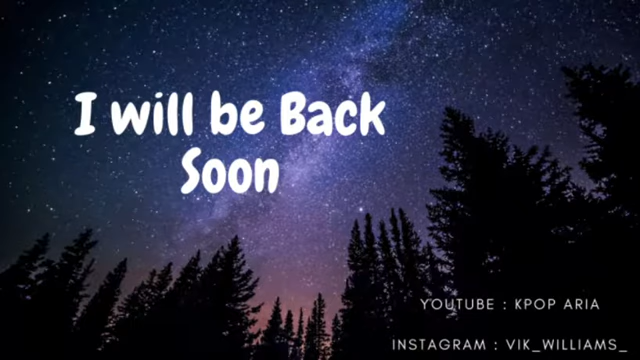 I will be Back
Soon
YOUTUBE : KPOP ARIA
INSTAGRAM : VIK_WILLIAMS_